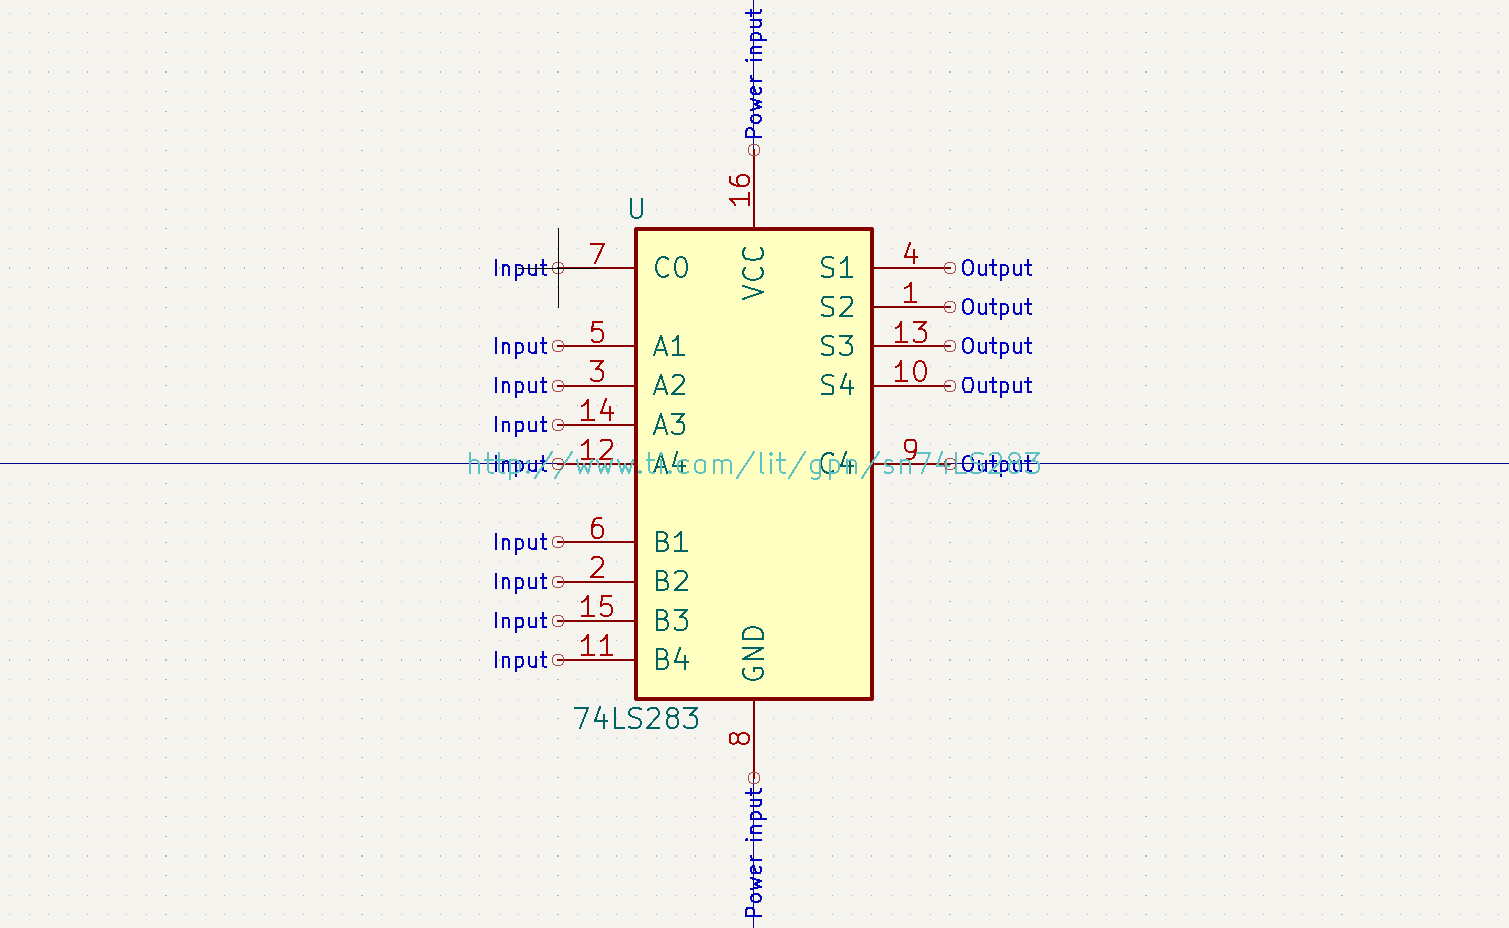 Power input
16
U
VCC
Input 7 C0
S1 4 Output
S2 1 Output
Input 5 A1
S3 13 Output
Input 3 A2
S4 10 Output
Input 14 A3
Input 12 A4
C4 9 Output
http://www.ti.com/lit/gpn/sn74LS283
Input 6 B1
Input 2 B2
Input 15 B3
Input 11 B4
GND
74LS283
8
Power input